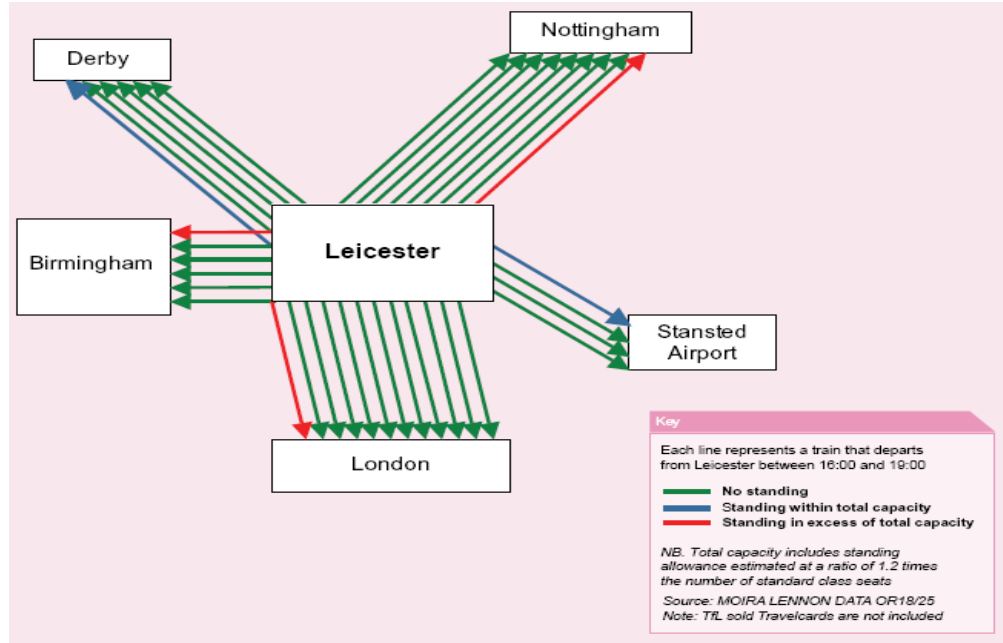 Nottingham
Derby
Leicester
Birmingham
Stansted
Airport
London
Key
Each line represents a train that departs
from Leicester between 16:00 and 19:00
No standing
Standing within total capacity
Standing in excess of total capacity
NB. Total capacity includes standing
allowance estimated at a ratio of 1.2 times
the number of standard class seats
Source: MOIRA LENNON DATA OR18/25
Note: TfL sold Travelcards are not included